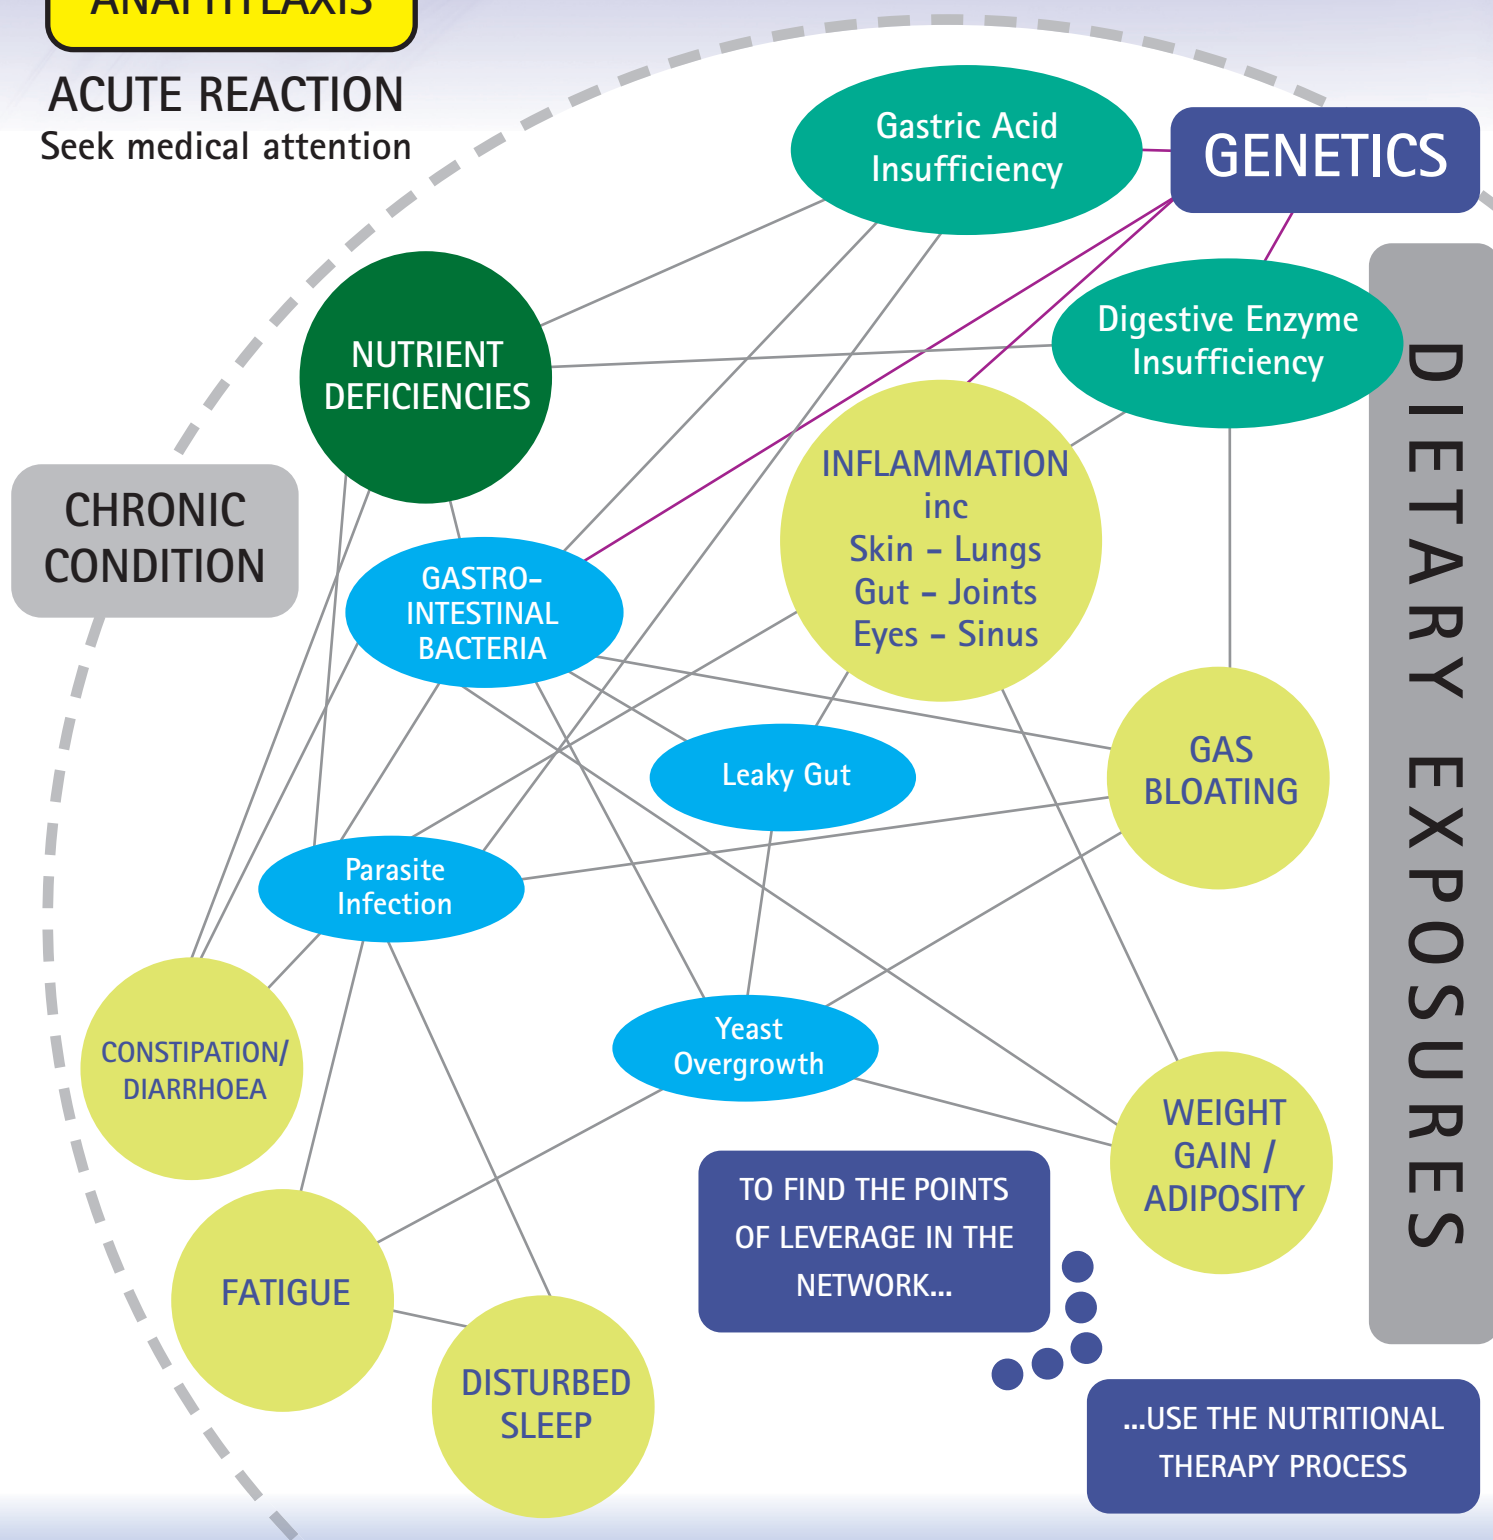 ANAPHYLAXIS
ACUTE REACTION
Seek medical attention
Gastric Acid
Insufficiency
GENETICS
Digestive Enzyme
Insufficiency
NUTRIENT
DEFICIENCIES
INFLAMMATION
inc
Skin – Lungs
Gut – Joints
Eyes – Sinus
CHRONIC
CONDITION
GASTRO–
INTESTINAL
BACTERIA
Leaky Gut
GAS
BLOATING
Parasite
Infection
CONSTIPATION/
DIARRHOEA
Yeast
Overgrowth
WEIGHT
GAIN /
ADIPOSITY
FATIGUE
DISTURBED
SLEEP
TO FIND THE POINTS
OF LEVERAGE IN THE
NETWORK...
...USE THE NUTRITIONAL
THERAPY PROCESS
DIETARY EXPOSURES